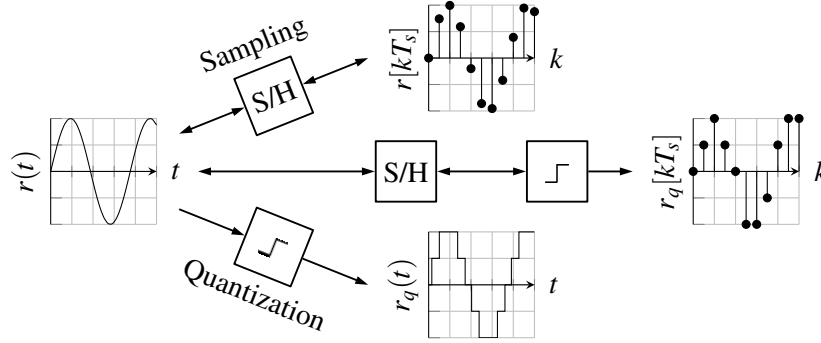 Sampling
S/H
r[kT_s]
k
r(t)
t
S/H
r_q[kT_s]
k
Quantization
r_q(t)
t